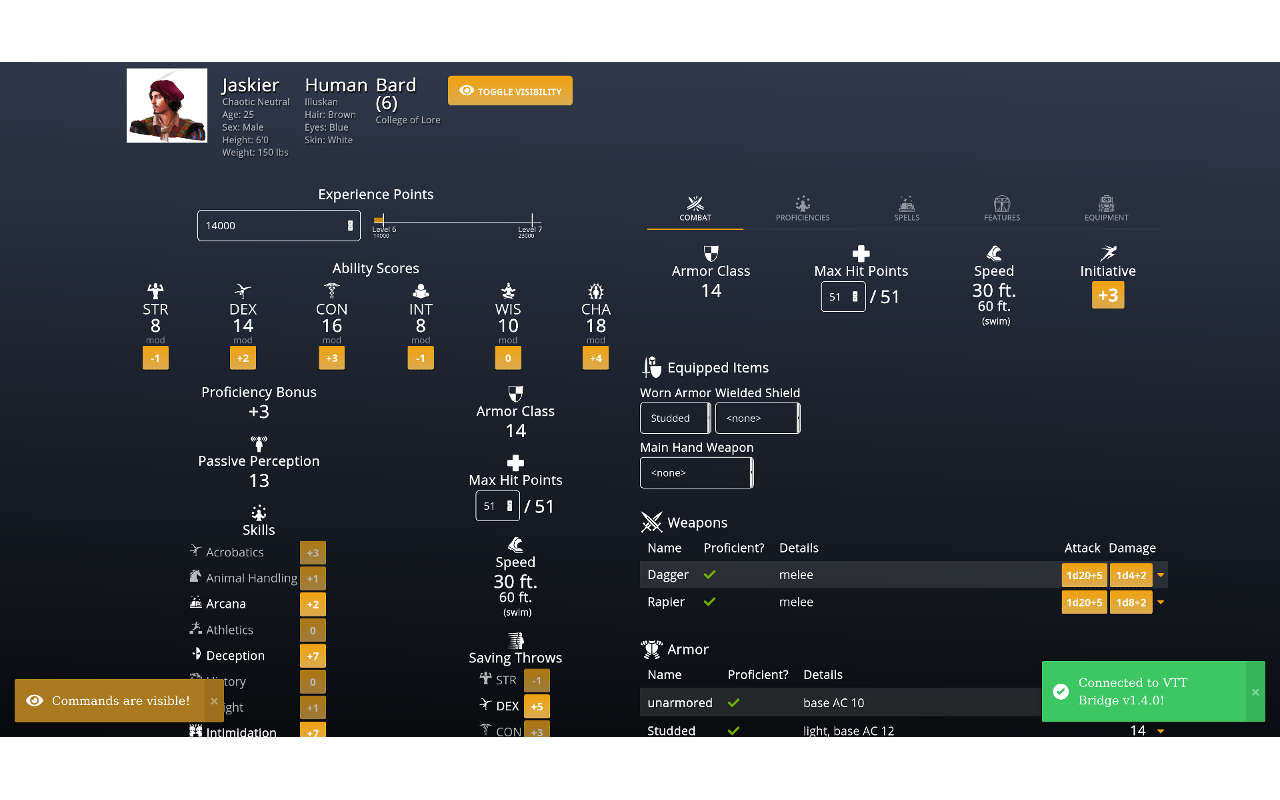 Jaskier
Chaotic Neutral
Age: 25
Sex: Male
Height: 6'0
Weight: 150 lbs
Human
Illuskan
Hair: Brown
Eyes: Blue
Skin: White
Bard
(6)
College of Lore
TOGGLE VISIBILITY
Experience Points
14000
Level 6
14000
Level 7
23000
Ability Scores
STR DEX CON INT WIS CHA
8 14 16 8 10 18
mod mod mod mod mod mod
-1 +2 +3 -1 0 +4
Proficiency Bonus
+3
Passive Perception
13
Skills
Acrobatics +3
Animal Handling +1
Arcana +2
Athletics 0
Deception +7
History 0
ight +1
Intimidation +7
Armor Class
14
Max Hit Points
51 / 51
Speed
30 ft.
60 ft.
(swim)
Saving Throws
STR -1
DEX +5
CON +3
COMBAT PROFICIENCIES SPELLS FEATURES EQUIPMENT
Armor Class
14
Max Hit Points
51 / 51
Speed
30 ft.
60 ft.
(swim)
Initiative
+3
Equipped Items
Worn Armor Wielded Shield
Studded <none>
Main Hand Weapon
<none>
Weapons
Name Proficient? Details Attack Damage
Dagger melee 1d20+5 1d4+2
Rapier melee 1d20+5 1d8+2
Armor
Name Proficient? Details
unarmored base AC 10
Studded light, base AC 12 14
Commands are visible! ×
Connected to VTT
Bridge v1.4.0! ×